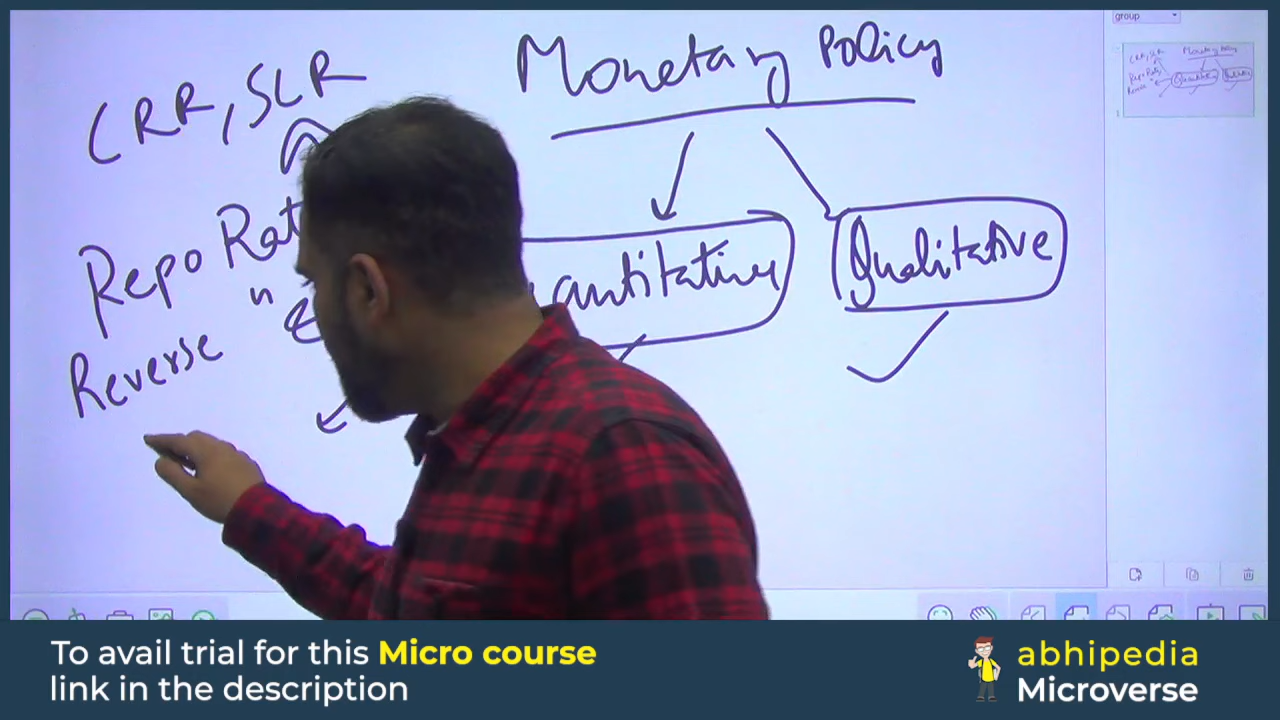 group
Monetary Policy
CRR, SLR
Repo Rat
"
Reverse
uantitative
Qualitative
To avail trial for this Micro course
link in the description
abhipedia
Microverse